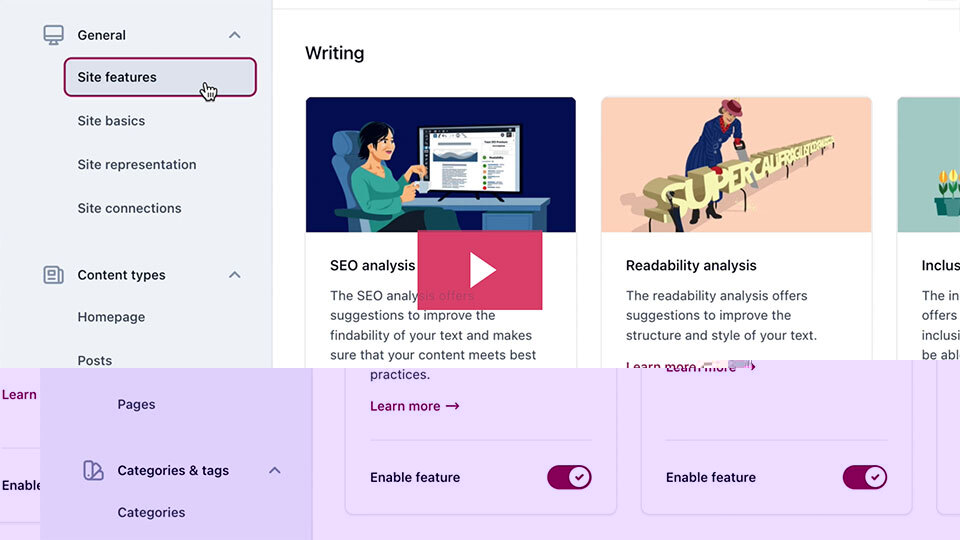 General
Site features
Site basics
Site representation
Site connections
Content types
Homepage
Posts
Pages
Categories & tags
Categories
Learn
Enable
Writing
SEO analysis
The SEO analysis offers
suggestions to improve the
findability of your text and makes
sure that your content meets best
practices.
Learn more →
Enable feature
SUPERCALIFRAGILISTIC
Readability analysis
The readability analysis offers
suggestions to improve the
structure and style of your text.
Learn more
Enable feature
Inclus
The in
offers
inclusi
be abl